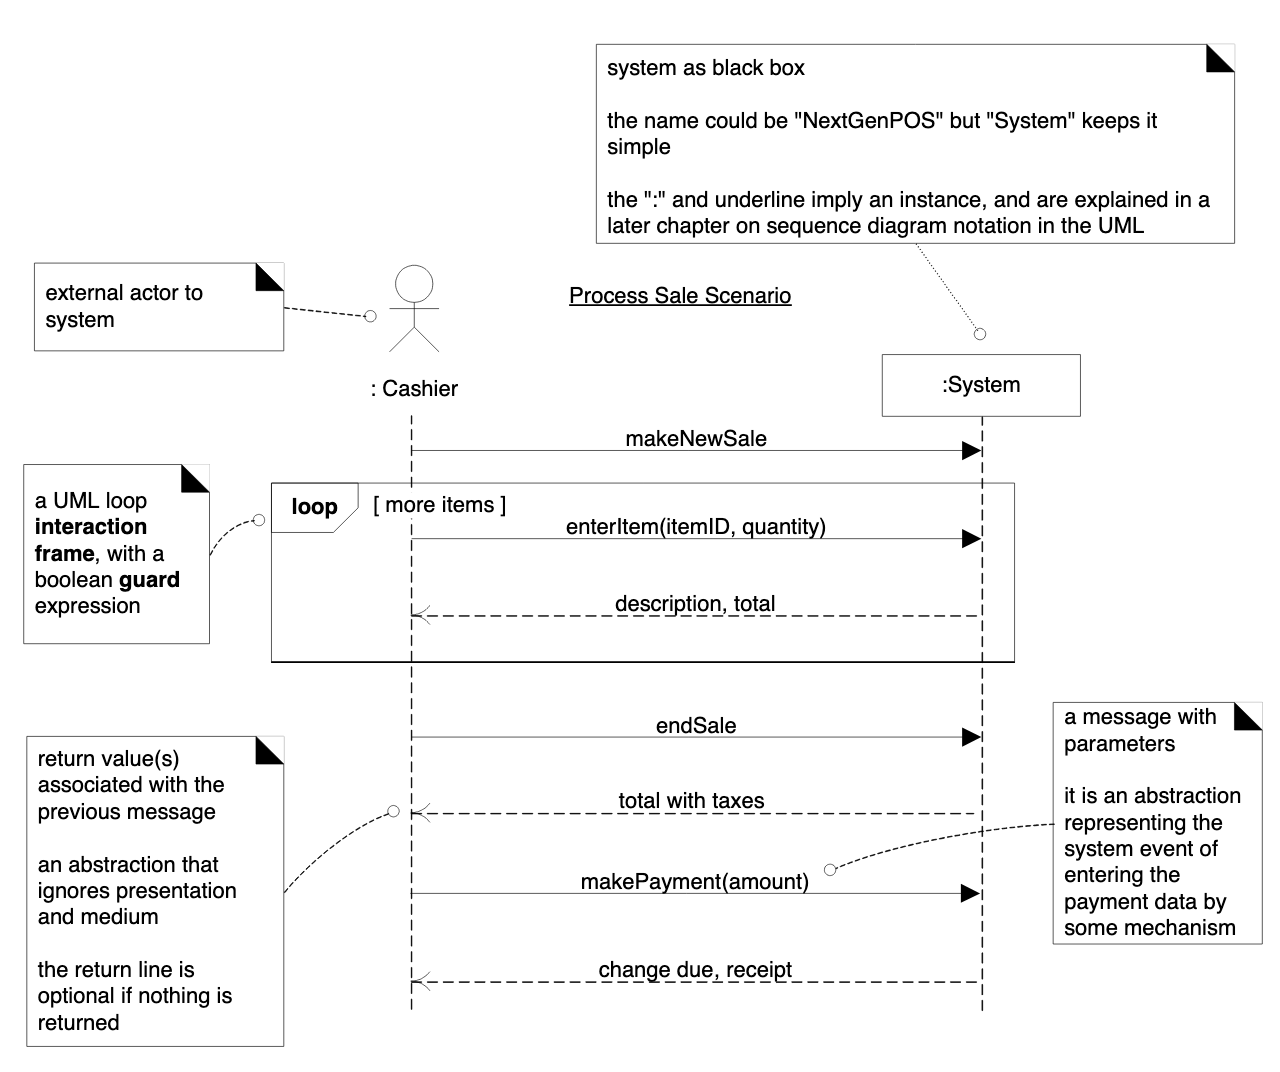 system as black box
the name could be "NextGenPOS" but "System" keeps it
simple
the ":" and underline imply an instance, and are explained in a
later chapter on sequence diagram notation in the UML
external actor to
system
Process Sale Scenario
: Cashier
:System
makeNewSale
a UML loop
interaction
frame, with a
boolean guard
expression
loop
[ more items ]
enterItem(itemID, quantity)
description, total
endSale
return value(s)
associated with the
previous message
an abstraction that
ignores presentation
and medium
the return line is
optional if nothing is
returned
total with taxes
a message with
parameters
it is an abstraction
representing the
system event of
entering the
payment data by
some mechanism
makePayment(amount)
change due, receipt